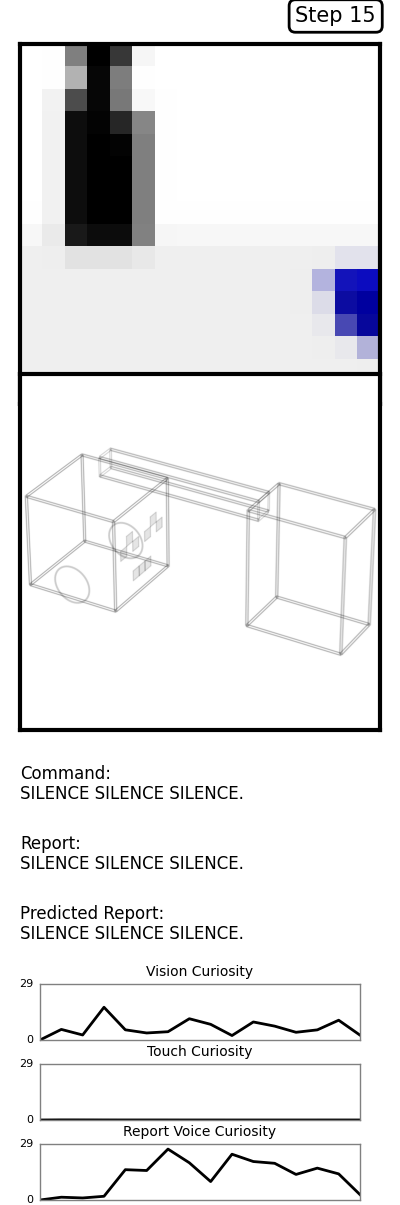 Step 15
Command:
SILENCE SILENCE SILENCE.
Report:
SILENCE SILENCE SILENCE.
Predicted Report:
SILENCE SILENCE SILENCE.
Vision Curiosity
29
0
Touch Curiosity
29
0
Report Voice Curiosity
29
0